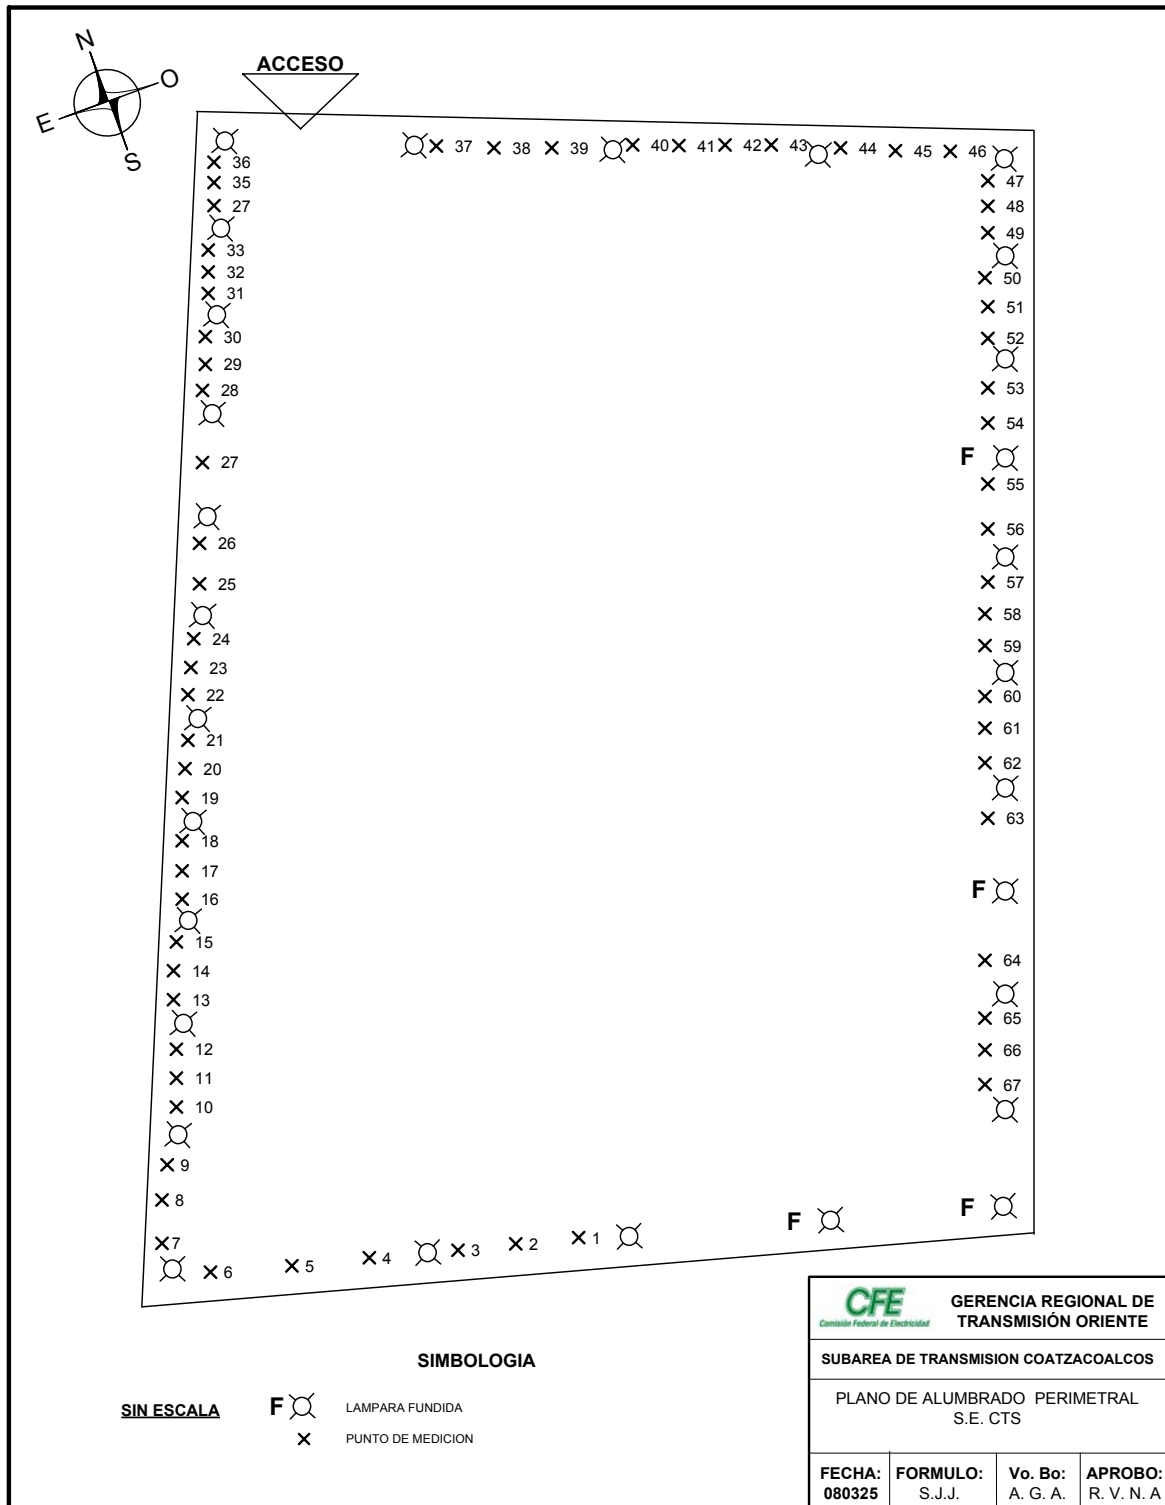 N
O
E
S
ACCESO
37 38 39 40 41 42 43 44 45 46
36
35
27
33
32
31
30
29
28
27
26
25
24
23
22
21
20
19
18
17
16
15
14
13
12
11
10
9
8
7
6 5 4 3 2 1
47
48
49
50
51
52
53
54
F
55
56
57
58
59
60
61
62
63
F
64
65
66
67
F
F
SIMBOLOGIA
SIN ESCALA
F LAMPARA FUNDIDA
PUNTO DE MEDICION
CFE
Comisión Federal de Electricidad
GERENCIA REGIONAL DE
TRANSMISIÓN ORIENTE
SUBAREA DE TRANSMISION COATZACOALCOS
PLANO DE ALUMBRADO PERIMETRAL
S.E. CTS
FECHA: FORMULO: Vo. Bo: APROBO:
080325 S.J.J. A. G. A. R. V. N. A